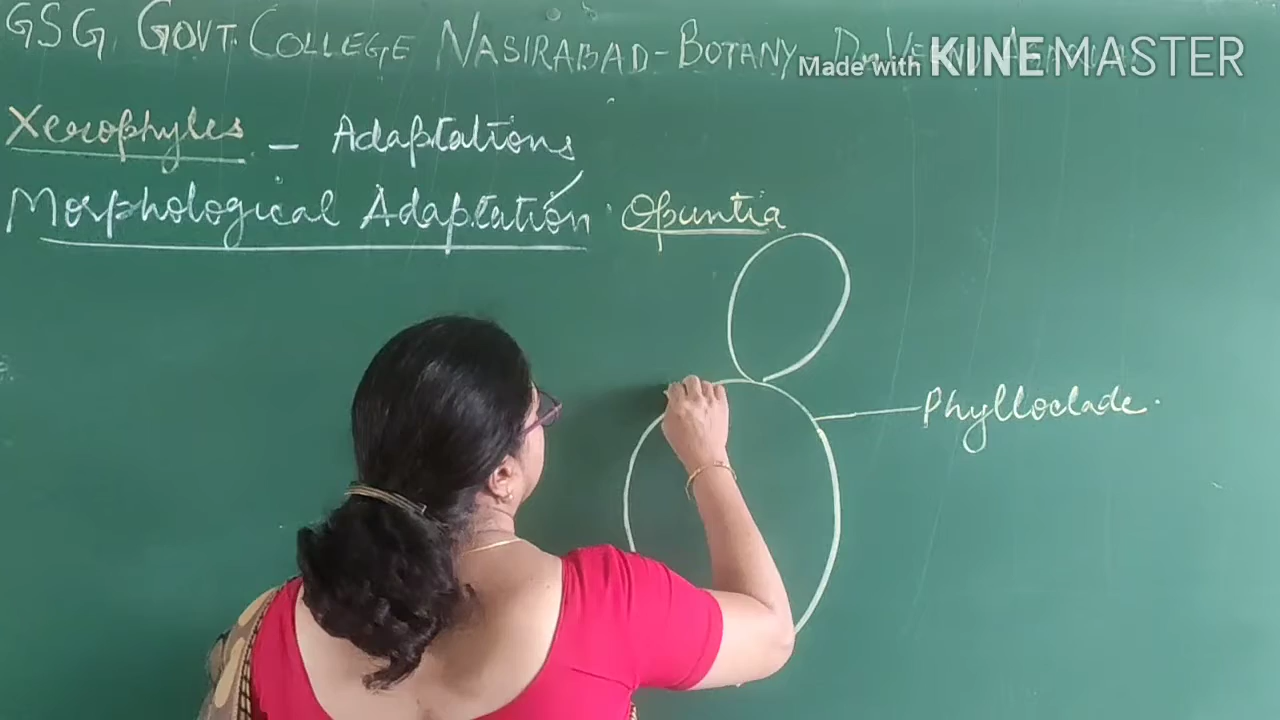 GSG GOVT. COLLEGE NASIRABAD - BOTANY
Made with KINEMASTER
Xerophytes - Adaptations
Morphological Adaptation. Opuntia
Phylloclade.